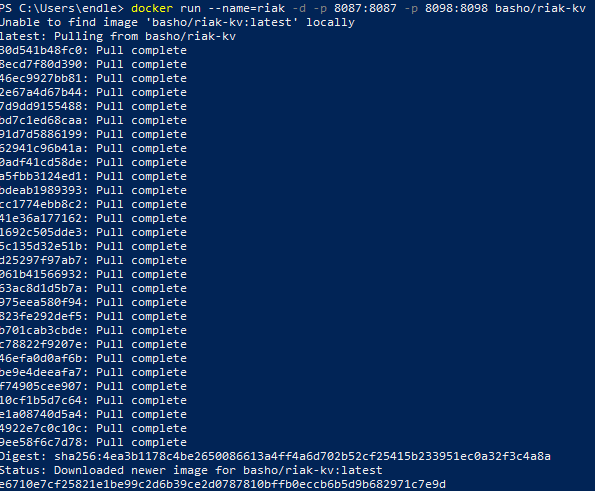 PS C:\Users\endle> docker run --name=riak -d -p 8087:8087 -p 8098:8098 basho/riak-kv
Unable to find image 'basho/riak-kv:latest' locally
latest: Pulling from basho/riak-kv
30d541b48fc0: Pull complete
8ecd7f80d390: Pull complete
46ec9927bb81: Pull complete
2e67a4d67b44: Pull complete
7d9dd9155488: Pull complete
bd7c1ed68caa: Pull complete
91d7d5886199: Pull complete
62941c96b41a: Pull complete
0adf41cd58de: Pull complete
a5fbb3124ed1: Pull complete
bdeab1989393: Pull complete
cc1774ebb8c2: Pull complete
41e36a177162: Pull complete
1692c505dde3: Pull complete
5c135d32e51b: Pull complete
d25297f97ab7: Pull complete
061b41566932: Pull complete
63ac8d1d5b7a: Pull complete
975eea580f94: Pull complete
823fe292def5: Pull complete
b701cab3cbde: Pull complete
c78822f9207e: Pull complete
46efa0d0af6b: Pull complete
be9e4deeafa7: Pull complete
f74905cee907: Pull complete
10cf1b5d7c64: Pull complete
e1a08740d5a4: Pull complete
4922e7c0c10c: Pull complete
9ee58f6c7d78: Pull complete
Digest: sha256:4ea3b1178c4be2650086613a4ff4a6d702b52cf25415b233951ec0a32f3c4a8a
Status: Downloaded newer image for basho/riak-kv:latest
e6710e7cf25821e1be99c2d6b39ce2d0787810bffb0eccb6b5d9b682971c7e9d